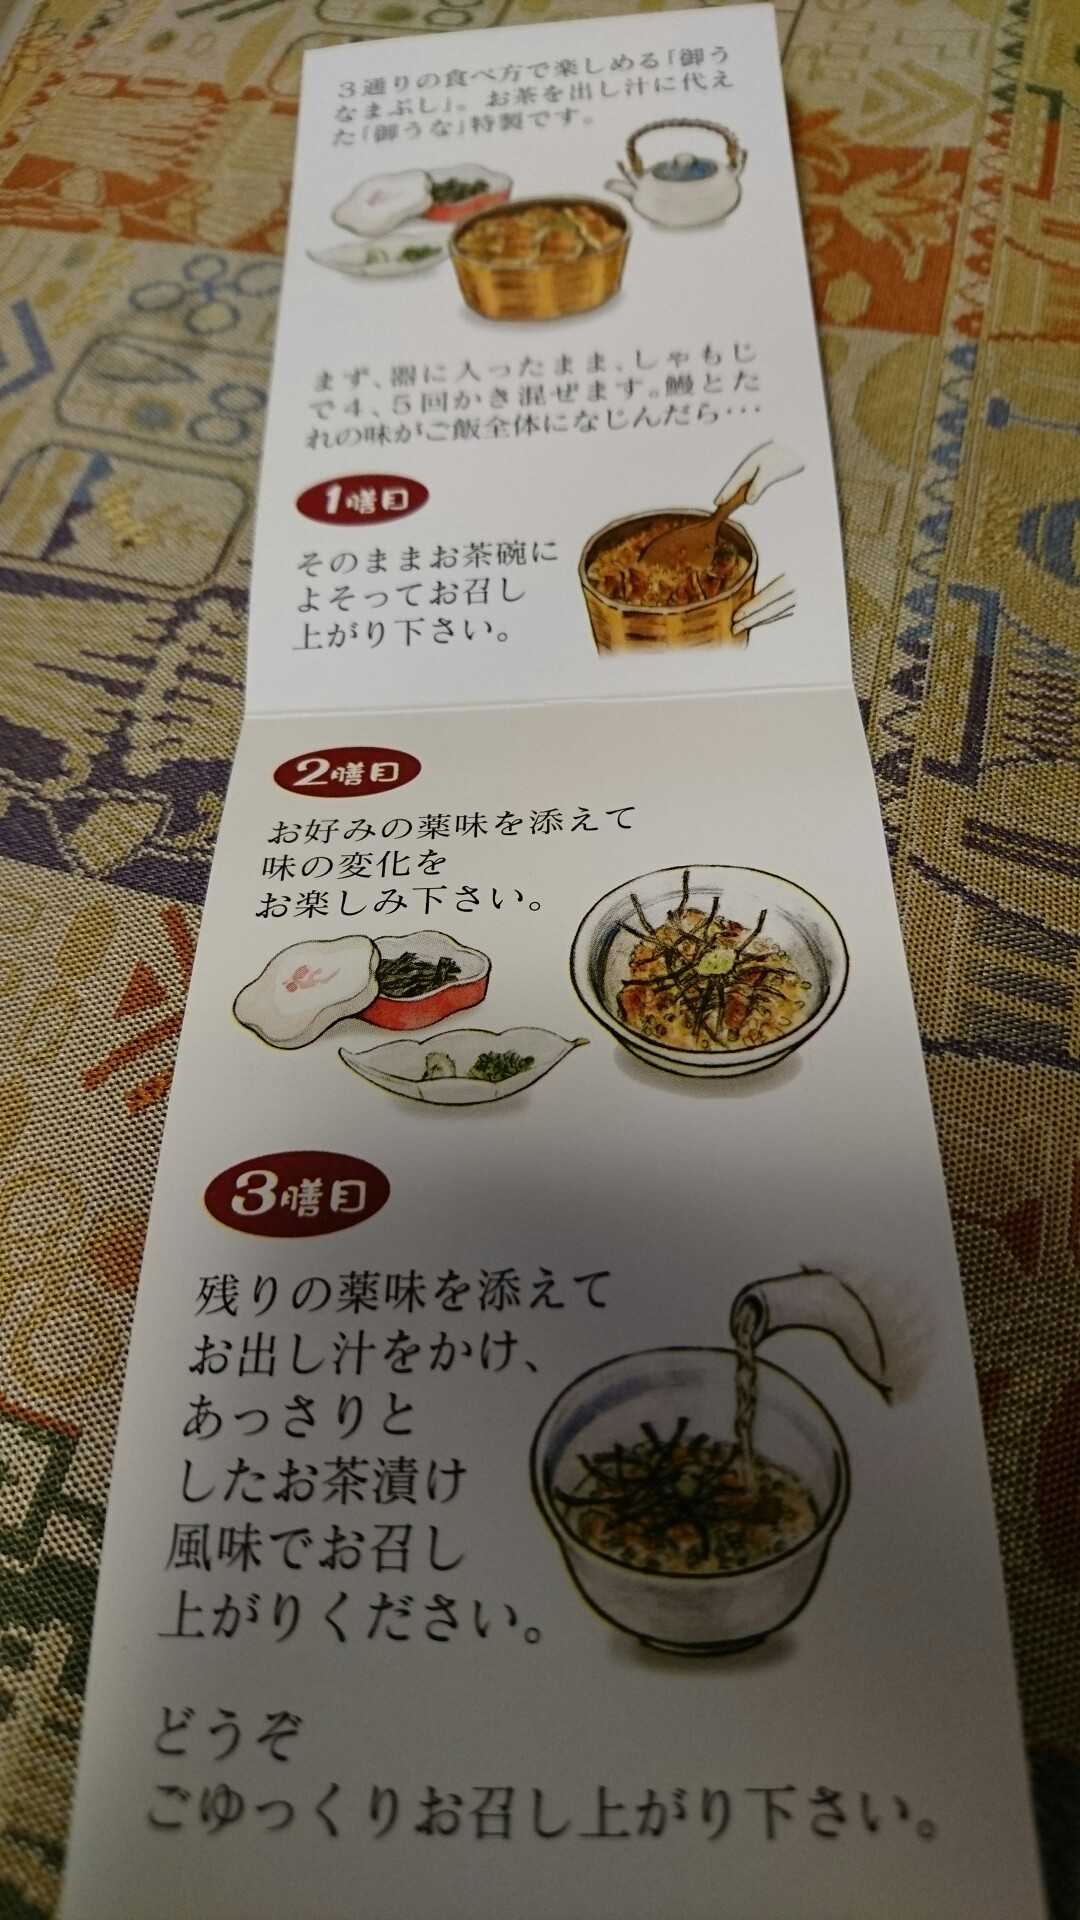 3通りの食べ方で楽しめる「御う
なまぶし」。お茶を出し汁に代え
た「御うな」特製です。
まず、器に入ったまま、しゃもじ
で4、5回かき混ぜます。鰻とた
れの味がご飯全体になじんだら…
1膳目
そのままお茶碗に
よそってお召し
上がり下さい。
2膳目
お好みの薬味を添えて
味の変化を
お楽しみ下さい。
3膳目
残りの薬味を添えて
お出し汁をかけ、
あっさりと
したお茶漬け
風味でお召し
上がりください。
どうぞ
ごゆっくりお召し上がり下さい。